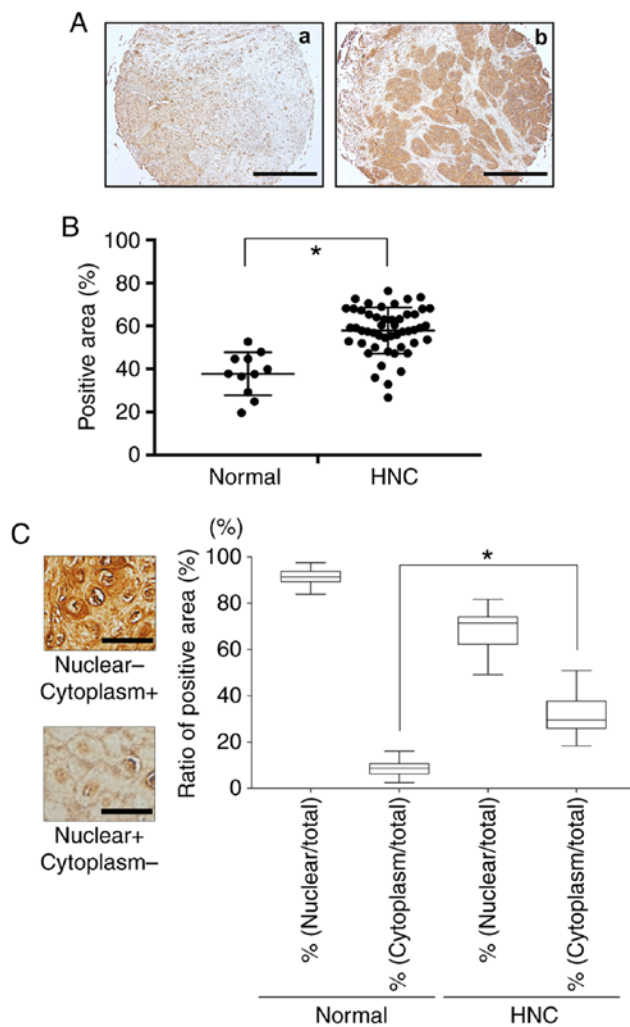 A
a
b
B
Positive area (%)
100
80
60
40
20
0
*
Normal
HNC
C
Nuclear–
Cytoplasm+
Nuclear+
Cytoplasm–
(%)
Ratio of positive area (%)
100
80
60
40
20
0
*
% (Nuclear/total)
% (Cytoplasm/total)
% (Nuclear/total)
% (Cytoplasm/total)
Normal
HNC